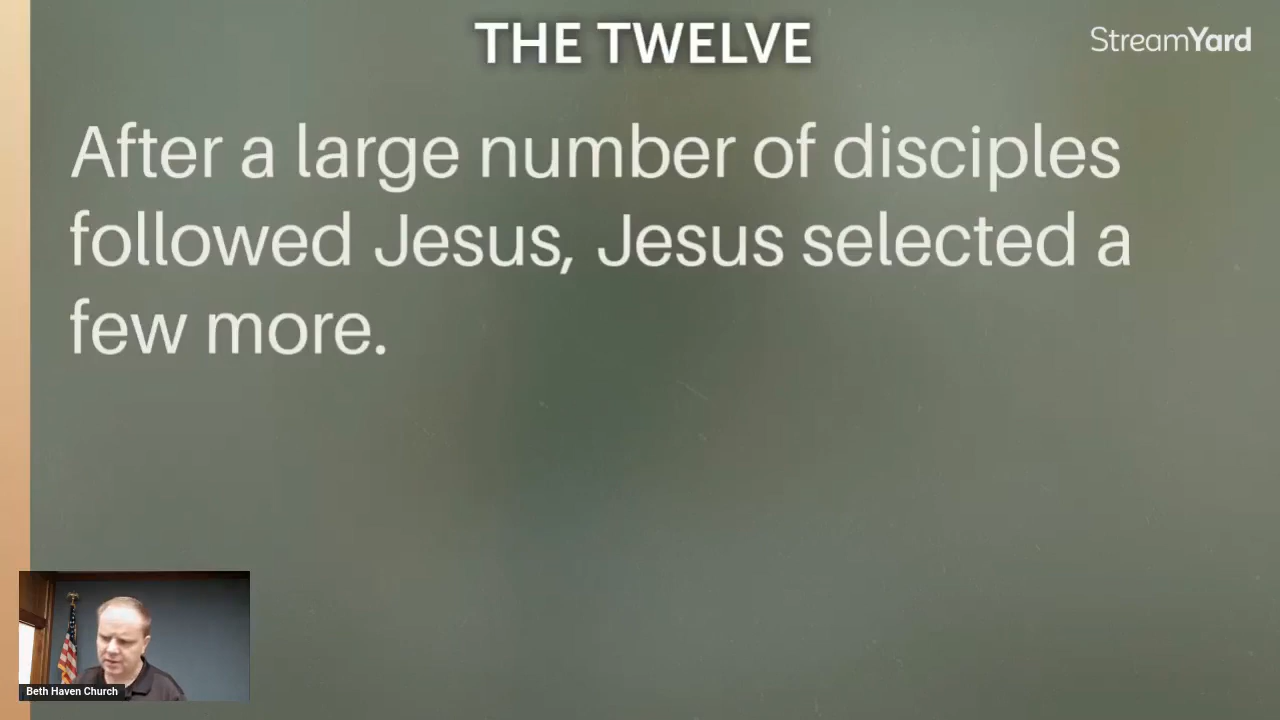 THE TWELVE
StreamYard
After a large number of disciples
followed Jesus, Jesus selected a
few more.
Beth Haven Church